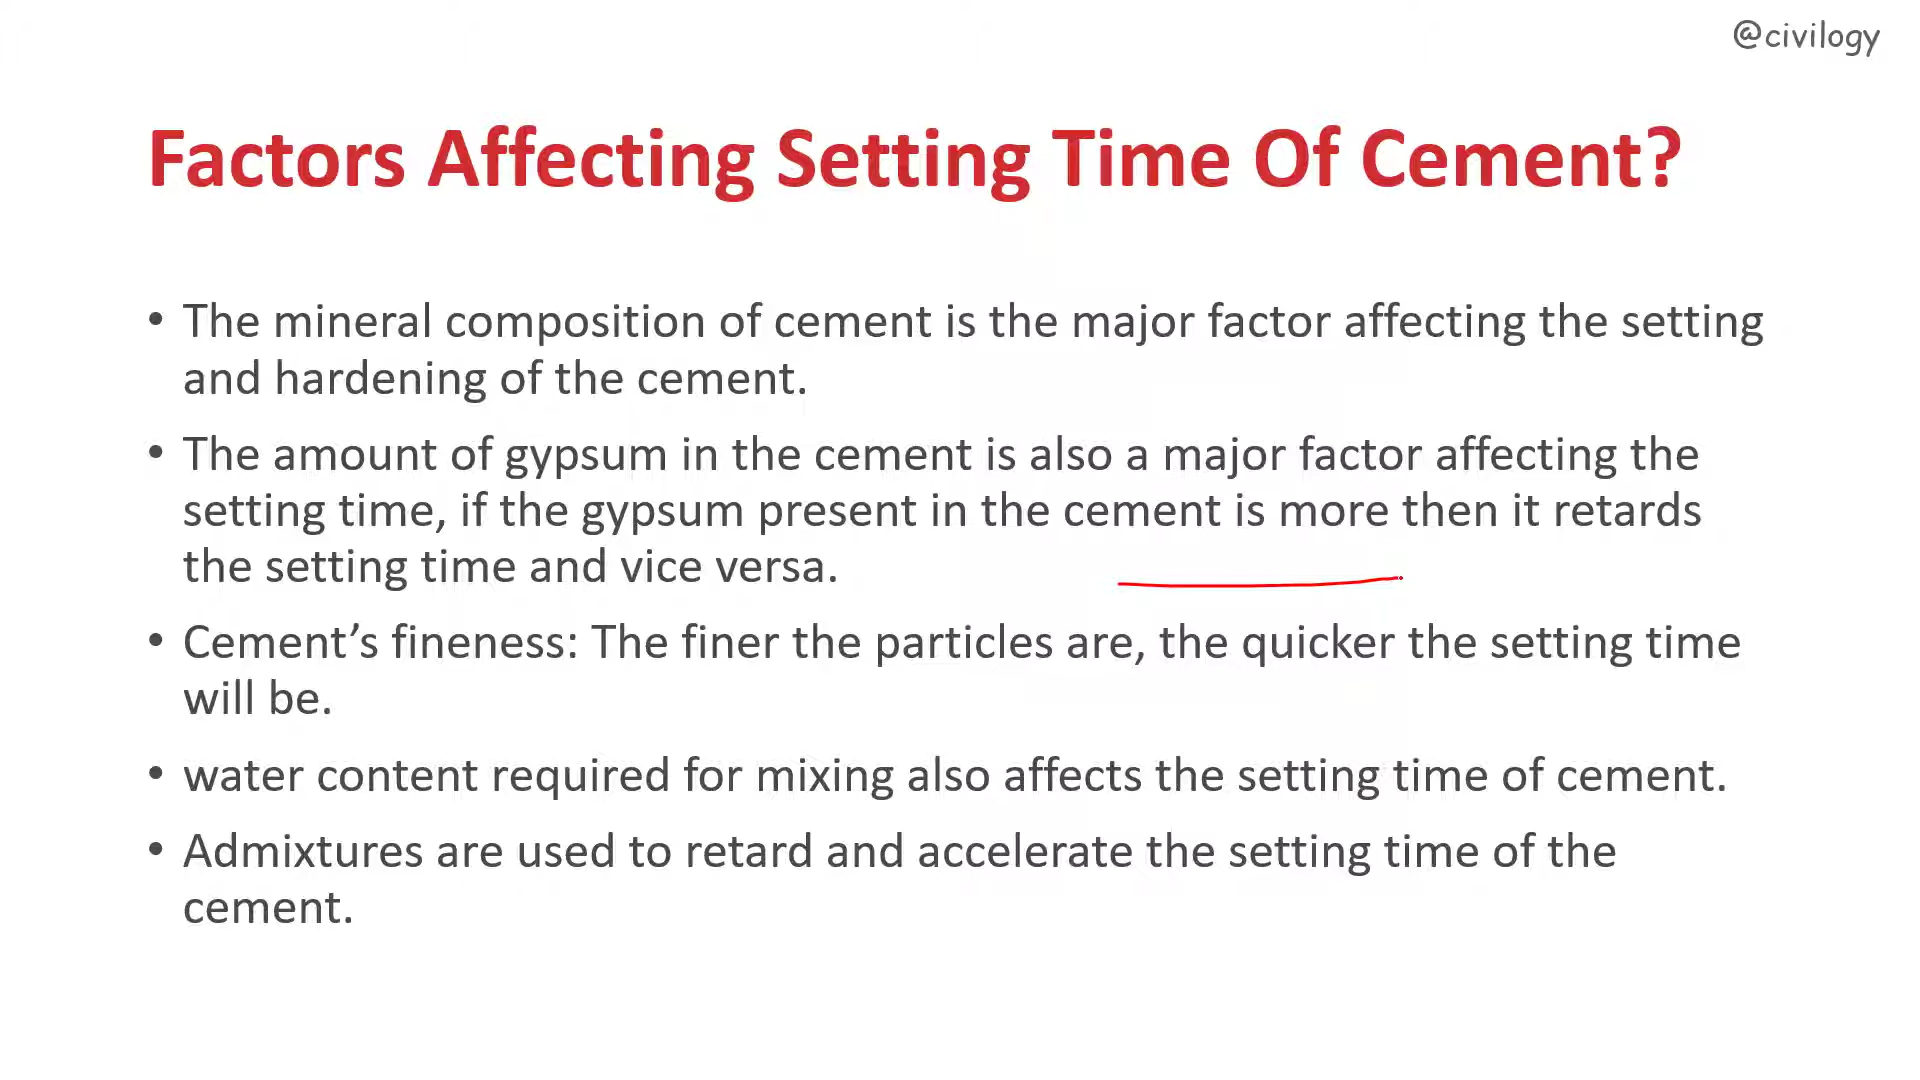 @civilogy
Factors Affecting Setting Time Of Cement?
• The mineral composition of cement is the major factor affecting the setting
and hardening of the cement.
• The amount of gypsum in the cement is also a major factor affecting the
setting time, if the gypsum present in the cement is more then it retards
the setting time and vice versa.
• Cement’s fineness: The finer the particles are, the quicker the setting time
will be.
• water content required for mixing also affects the setting time of cement.
• Admixtures are used to retard and accelerate the setting time of the
cement.